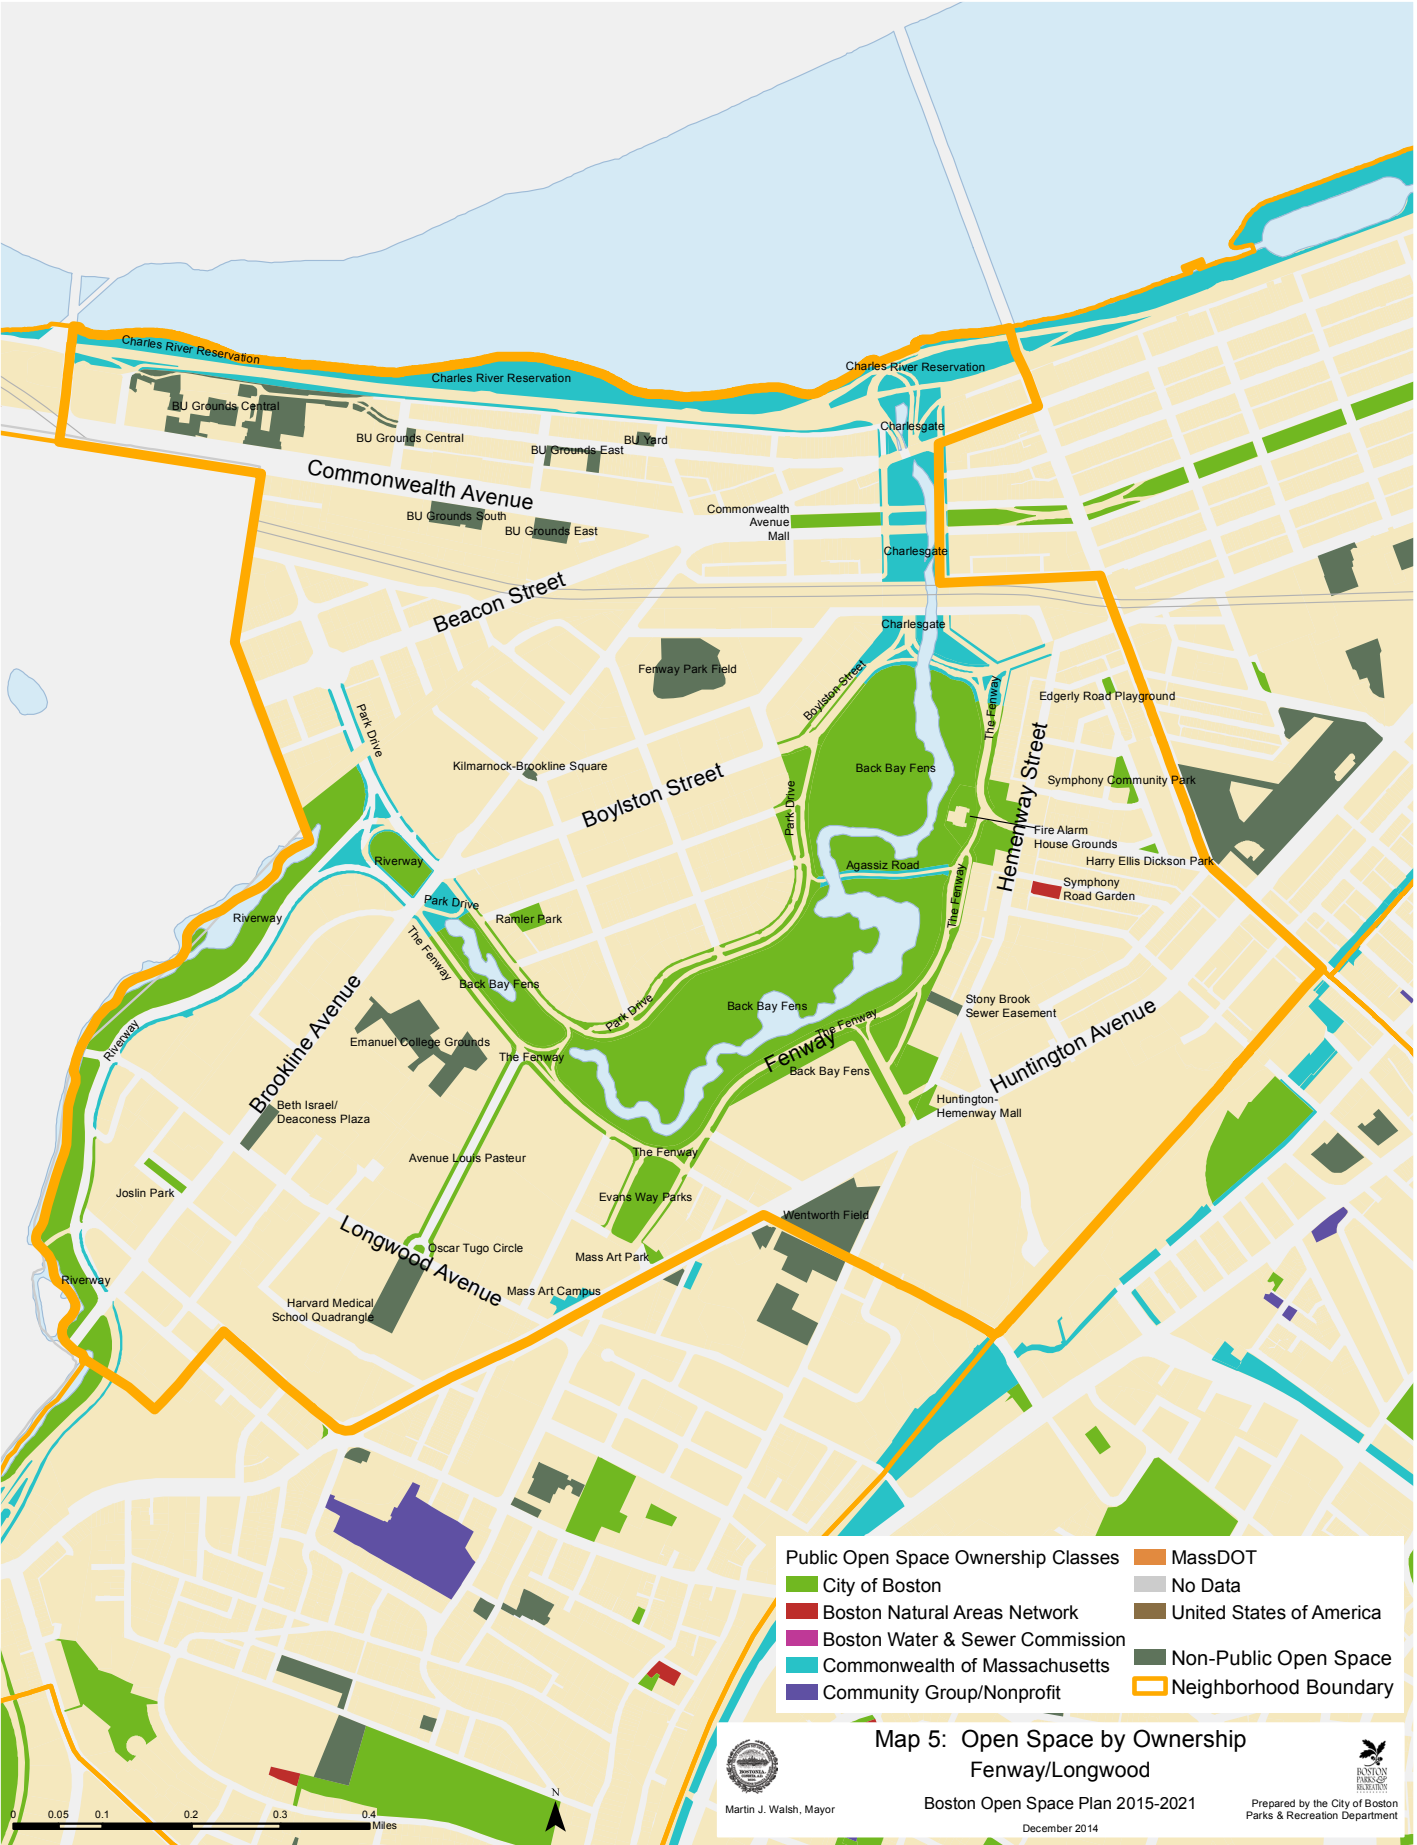 Charles River Reservation
Charles River Reservation
Charles River Reservation
BU Grounds Central
Charlesgate
BU Grounds Central
BU Yard
BU Grounds East
Commonwealth Avenue
Commonwealth
Avenue
Mall
BU Grounds South
BU Grounds East
Charlesgate
Beacon Street
Charlesgate
Fenway Park Field
Boylston Street
The Fenway
Edgerly Road Playground
Park Drive
Kilmarnock-Brookline Square
Boylston Street
Back Bay Fens
Hemenway Street
Symphony Community Park
Park Drive
Fire Alarm
House Grounds
Riverway
Agassiz Road
Harry Ellis Dickson Park
Symphony
Road Garden
Park Drive
The Fenway
Riverway
Ramler Park
The Fenway
Back Bay Fens
Brookline Avenue
Park Drive
Back Bay Fens
Stony Brook
Sewer Easement
The Fenway
Riverway
Emanuel College Grounds
The Fenway
Fenway
Huntington Avenue
Back Bay Fens
Beth Israel/
Deaconess Plaza
Huntington-
Hemenway Mall
Avenue Louis Pasteur
The Fenway
Joslin Park
Evans Way Parks
Wentworth Field
Longwood Avenue
Oscar Tugo Circle
Mass Art Park
Riverway
Mass Art Campus
Harvard Medical
School Quadrangle
Public Open Space Ownership Classes
City of Boston
Boston Natural Areas Network
Boston Water & Sewer Commission
Commonwealth of Massachusetts
Community Group/Nonprofit
MassDOT
No Data
United States of America
Non-Public Open Space
Neighborhood Boundary
Map 5: Open Space by Ownership
Fenway/Longwood
Boston Open Space Plan 2015-2021
December 2014
Martin J. Walsh, Mayor
BOSTON
PARKS &
RECREATION
Prepared by the City of Boston
Parks & Recreation Department
N
0 0.05 0.1 0.2 0.3 0.4
Miles